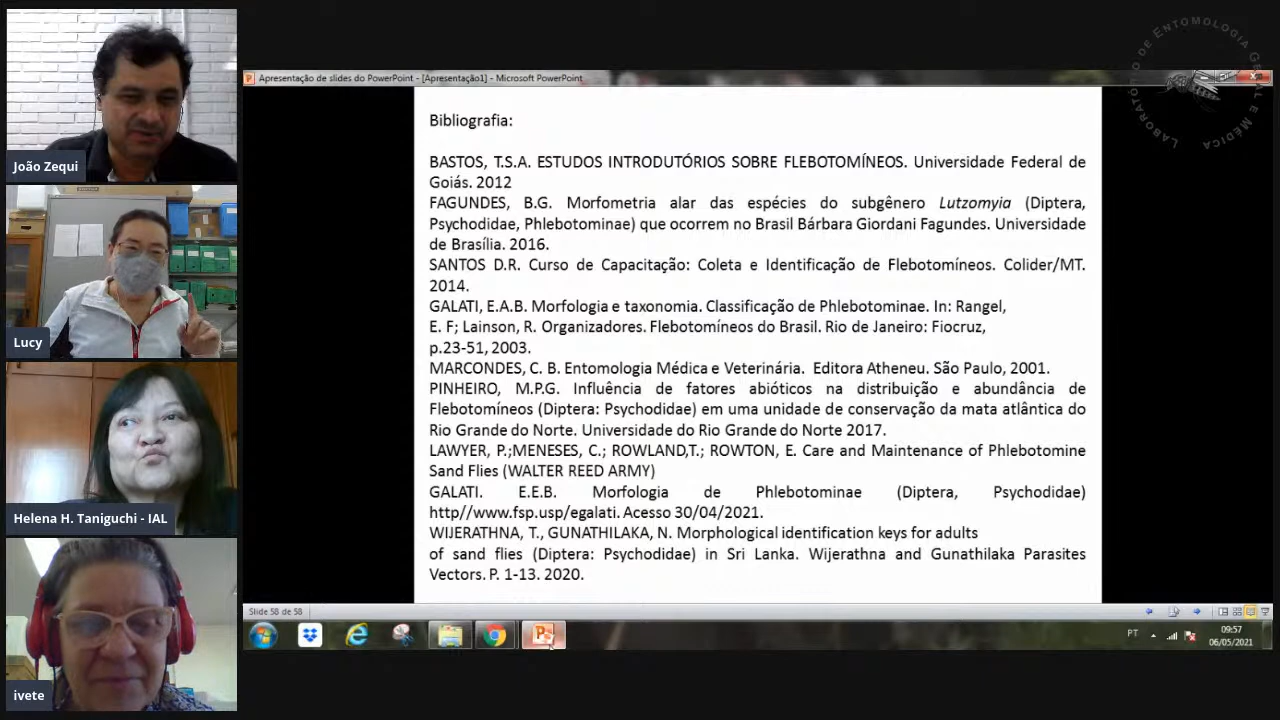 João Zequi
Lucy
Helena H. Taniguchi - IAL
ivete
LABORATÓRIO DE ENTOMOLOGIA GERAL E MÉDICA
Apresentação de slides do PowerPoint - [Apresentação1] - Microsoft PowerPoint
Bibliografia:
BASTOS, T.S.A. ESTUDOS INTRODUTÓRIOS SOBRE FLEBOTOMÍNEOS. Universidade Federal de
Goiás. 2012
FAGUNDES, B.G. Morfometria alar das espécies do subgênero Lutzomyia (Diptera,
Psychodidae, Phlebotominae) que ocorrem no Brasil Bárbara Giordani Fagundes. Universidade
de Brasília. 2016.
SANTOS D.R. Curso de Capacitação: Coleta e Identificação de Flebotomíneos. Colider/MT.
2014.
GALATI, E.A.B. Morfologia e taxonomia. Classificação de Phlebotominae. In: Rangel,
E. F; Lainson, R. Organizadores. Flebotomíneos do Brasil. Rio de Janeiro: Fiocruz,
p.23-51, 2003.
MARCONDES, C. B. Entomologia Médica e Veterinária. Editora Atheneu. São Paulo, 2001.
PINHEIRO, M.P.G. Influência de fatores abióticos na distribuição e abundância de
Flebotomíneos (Diptera: Psychodidae) em uma unidade de conservação da mata atlântica do
Rio Grande do Norte. Universidade do Rio Grande do Norte 2017.
LAWYER, P.;MENESES, C.; ROWLAND,T.; ROWTON, E. Care and Maintenance of Phlebotomine
Sand Flies (WALTER REED ARMY)
GALATI. E.E.B. Morfologia de Phlebotominae (Diptera, Psychodidae)
http//www.fsp.usp/egalati. Acesso 30/04/2021.
WIJERATHNA, T., GUNATHILAKA, N. Morphological identification keys for adults
of sand flies (Diptera: Psychodidae) in Sri Lanka. Wijerathna and Gunathilaka Parasites
Vectors. P. 1-13. 2020.
Slide 58 de 58
PT
09:57
06/05/2021